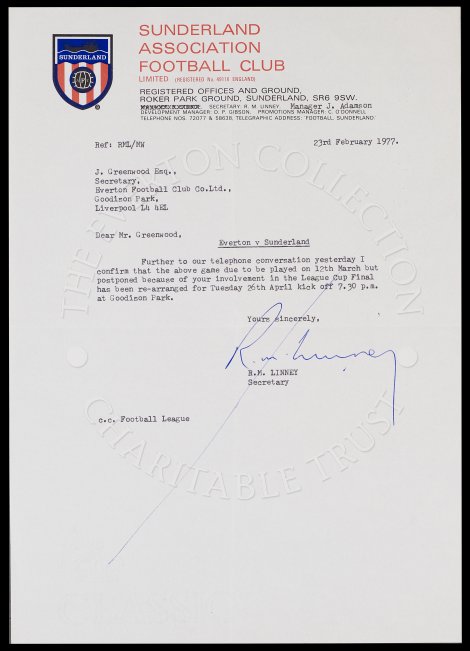 SUNDERLAND
SUNDERLAND
ASSOCIATION
FOOTBALL CLUB
LIMITED (REGISTERED No. 49116 ENGLAND)
REGISTERED OFFICES AND GROUND,
ROKER PARK GROUND, SUNDERLAND, SR6 9SW.
SECRETARY: R. M. LINNEY. Manager J. Adamson
DEVELOPMENT MANAGER: D. P. GIBSON. PROMOTIONS MANAGER: C. O'DONNELL
TELEPHONE NOS. 72077 & 58638, TELEGRAPHIC ADDRESS: FOOTBALL, SUNDERLAND.
Ref: RML/MW
23rd February 1977.
J. Greenwood Esq.,
Secretary,
Everton Football Club Co.Ltd.,
Goodison Park,
Liverpool L4 4EL
Dear Mr. Greenwood,
Everton v Sunderland
Further to our telephone conversation yesterday I
confirm that the above game due to be played on 12th March but
postponed because of your involvement in the League Cup Final
has been re-arranged for Tuesday 26th April kick off 7.30 p.m.
at Goodison Park.
Yours sincerely,
R.M. Linney
R.M. LINNEY
Secretary
c.c. Football League
THE EVERTON COLLECTION
CHARITABLE TRUST